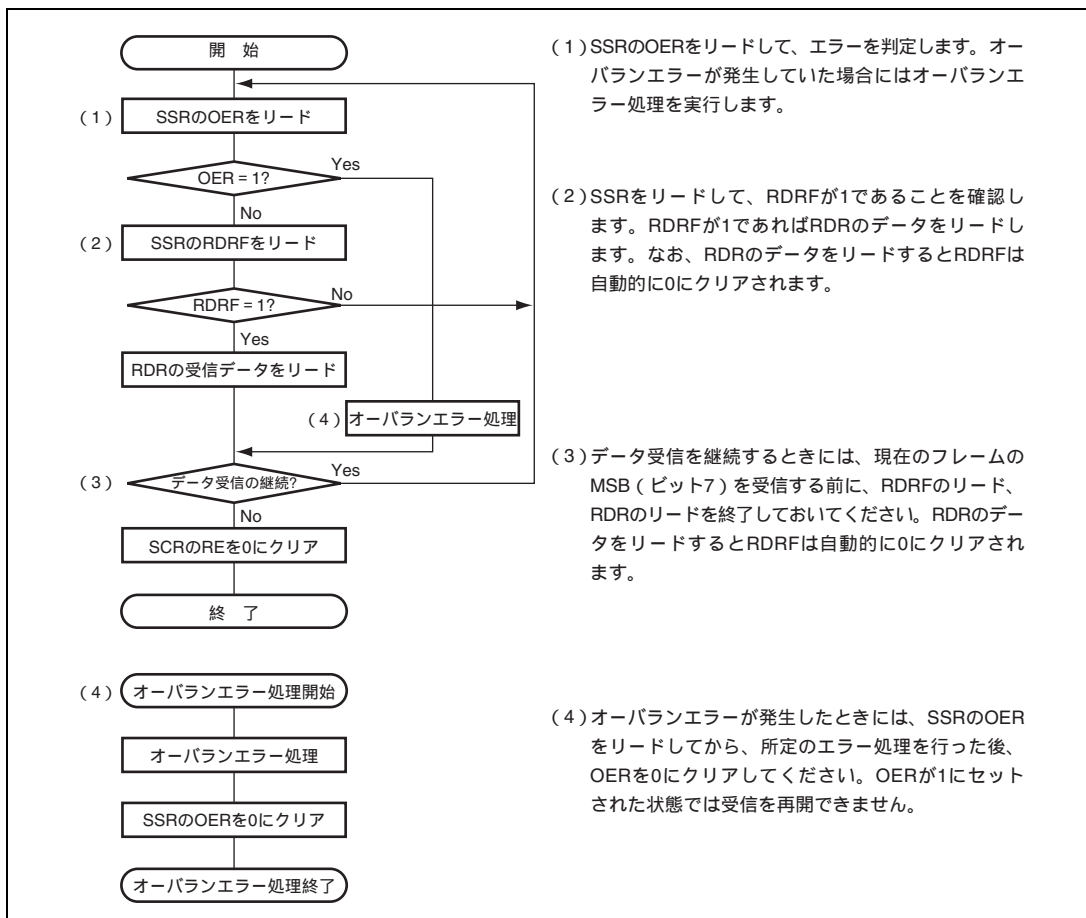 開 始
(1)
SSRのOERをリード
OER = 1?
Yes
No
(2)
SSRのRDRFをリード
RDRF = 1?
No
Yes
RDRの受信データをリード
(4)
オーバランエラー処理
(3)
データ受信の継続?
Yes
No
SCRのREを0にクリア
終 了
(4)
オーバランエラー処理開始
オーバランエラー処理
SSRのOERを0にクリア
オーバランエラー処理終了
(1)SSRのOERをリードして、エラーを判定します。オー
バランエラーが発生していた場合にはオーバランエ
ラー処理を実行します。
(2)SSRをリードして、RDRFが1であることを確認し
ます。RDRFが1であればRDRのデータをリードし
ます。なお、RDRのデータをリードするとRDRFは
自動的に0にクリアされます。
(3)データ受信を継続するときには、現在のフレームの
MSB(ビット7)を受信する前に、RDRFのリード、
RDRのリードを終了しておいてください。RDRのデー
タをリードするとRDRFは自動的に0にクリアされ
ます。
(4)オーバランエラーが発生したときには、SSRのOER
をリードしてから、所定のエラー処理を行った後、
OERを0にクリアしてください。OERが1にセット
された状態では受信を再開できません。